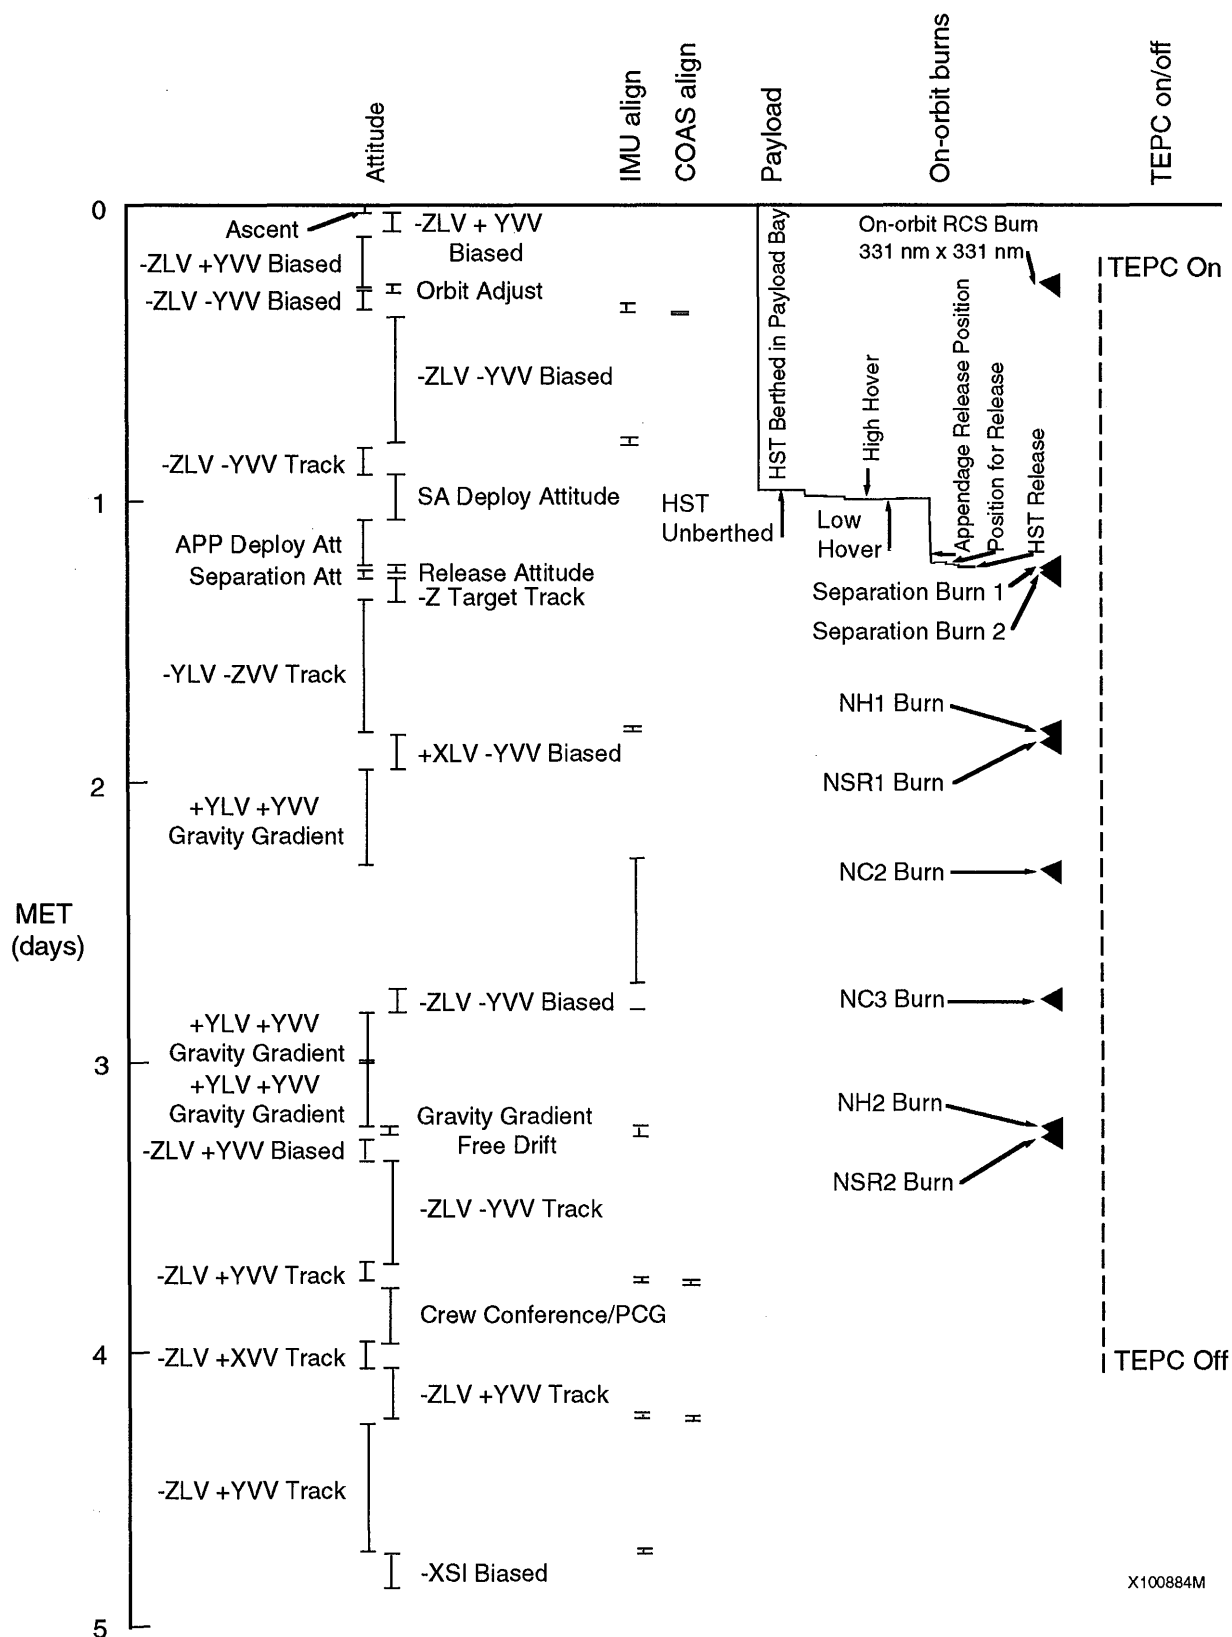 Attitude
IMU align
COAS align
Payload
On-orbit burns
TEPC on/off
0
Ascent
-ZLV + YVV
Biased
-ZLV +YVV Biased
Orbit Adjust
-ZLV -YVV Biased
-ZLV -YVV Biased
-ZLV -YVV Track
1
SA Deploy Attitude
APP Deploy Att
Separation Att
Release Attitude
-Z Target Track
-YLV -ZVV Track
+XLV -YVV Biased
2
+YLV +YVV
Gravity Gradient
MET
(days)
-ZLV -YVV Biased
+YLV +YVV
Gravity Gradient
3
+YLV +YVV
Gravity Gradient
Gravity Gradient
Free Drift
-ZLV +YVV Biased
-ZLV -YVV Track
-ZLV +YVV Track
Crew Conference/PCG
4
-ZLV +XVV Track
-ZLV +YVV Track
-ZLV +YVV Track
-XSI Biased
5
HST Berthed in Payload Bay
HST
Unberthed
High Hover
Low
Hover
Appendage Release Position
Position for Release
HST Release
On-orbit RCS Burn
331 nm x 331 nm
Separation Burn 1
Separation Burn 2
NH1 Burn
NSR1 Burn
NC2 Burn
NC3 Burn
NH2 Burn
NSR2 Burn
TEPC On
TEPC Off
X100884M